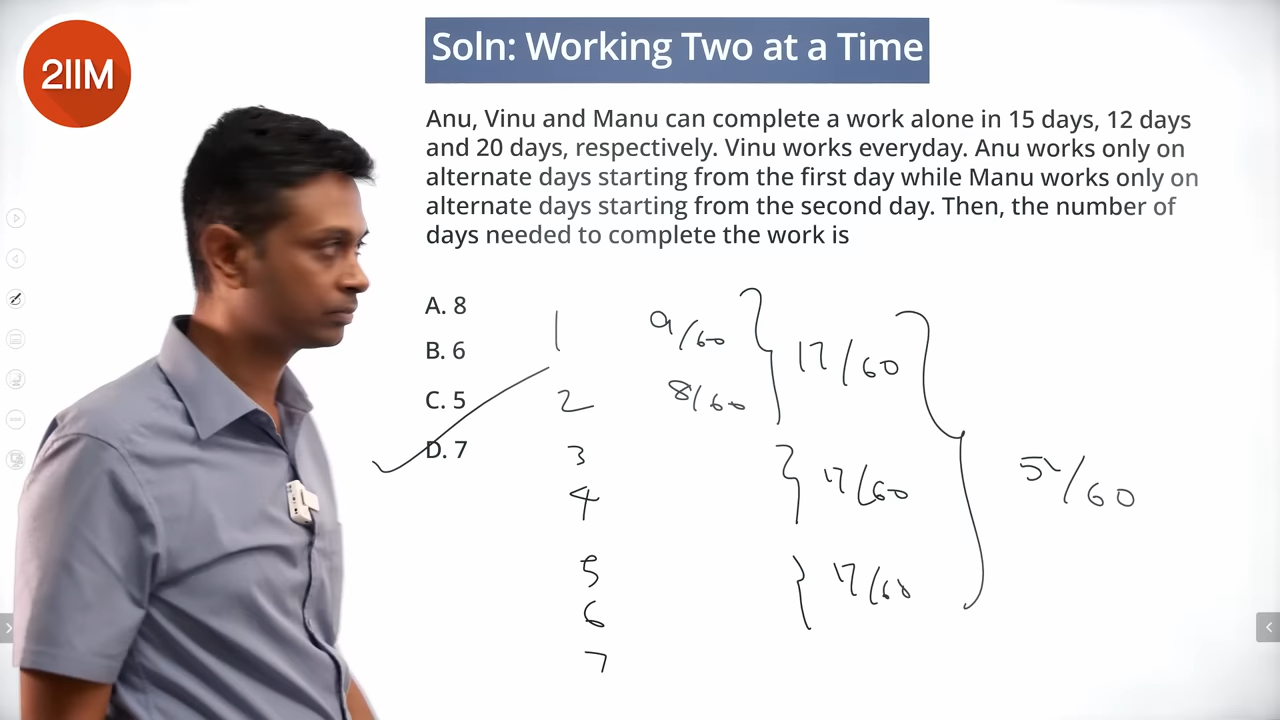 2IIM
Soln: Working Two at a Time
Anu, Vinu and Manu can complete a work alone in 15 days, 12 days
and 20 days, respectively. Vinu works everyday. Anu works only on
alternate days starting from the first day while Manu works only on
alternate days starting from the second day. Then, the number of
days needed to complete the work is
A. 8
B. 6
C. 5
D. 7
1 9/60
2 8/60
17/60
3
4
17/60
5
6
17/60
7
51/60